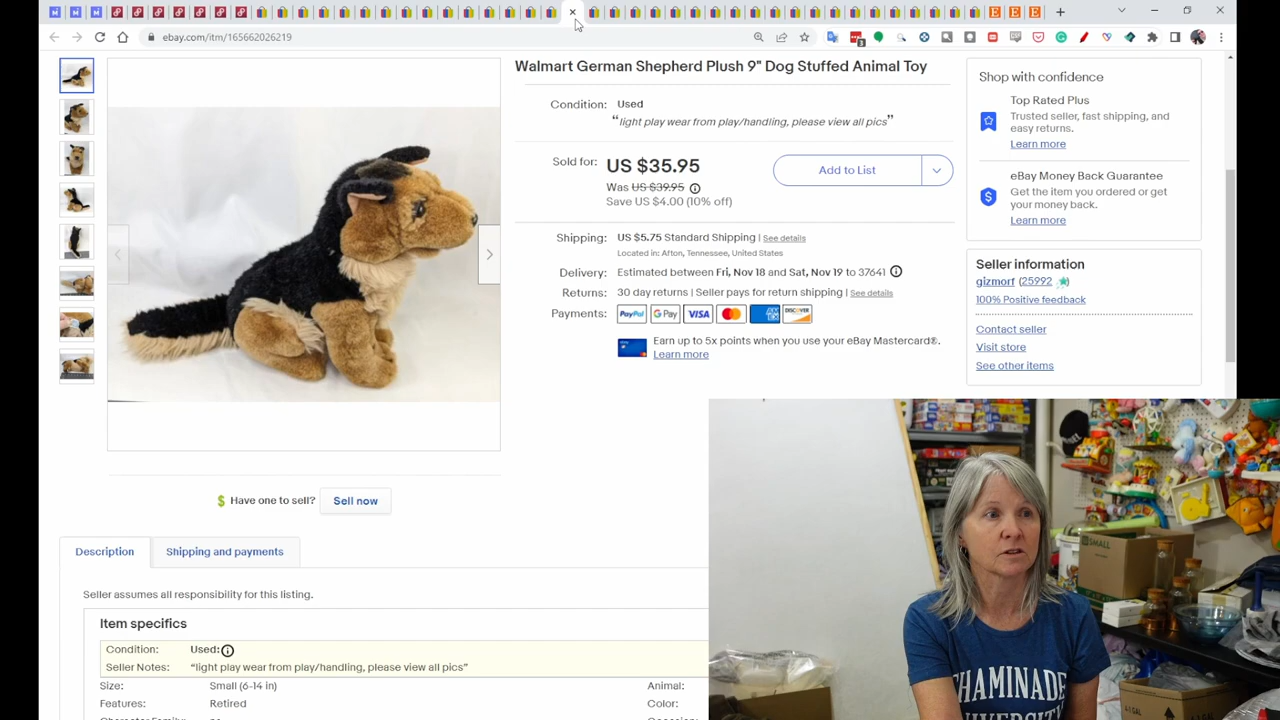 ebay.com/itm/165662026219
Walmart German Shepherd Plush 9" Dog Stuffed Animal Toy
Condition:
Used
“light play wear from play/handling, please view all pics”
Sold for:
US $35.95
Was US $39.95
Save US $4.00 (10% off)
Add to List
Shipping:
US $5.75 Standard Shipping | See details
Located in: Afton, Tennessee, United States
Delivery:
Estimated between Fri, Nov 18 and Sat, Nov 19 to 37641
Returns:
30 day returns | Seller pays for return shipping | See details
Payments:
PayPal
G Pay
VISA
DISCOVER
Earn up to 5x points when you use your eBay Mastercard®.
Learn more
Shop with confidence
Top Rated Plus
Trusted seller, fast shipping, and
easy returns.
Learn more
eBay Money Back Guarantee
Get the item you ordered or get
your money back.
Learn more
Seller information
gizmorf (25992)
100% Positive feedback
Contact seller
Visit store
See other items
$ Have one to sell?
Sell now
Description
Shipping and payments
Seller assumes all responsibility for this listing.
Item specifics
Condition:
Used:
Seller Notes:
“light play wear from play/handling, please view all pics”
Size:
Small (6-14 in)
Animal:
Features:
Retired
Color:
SMALL
HAMINADE